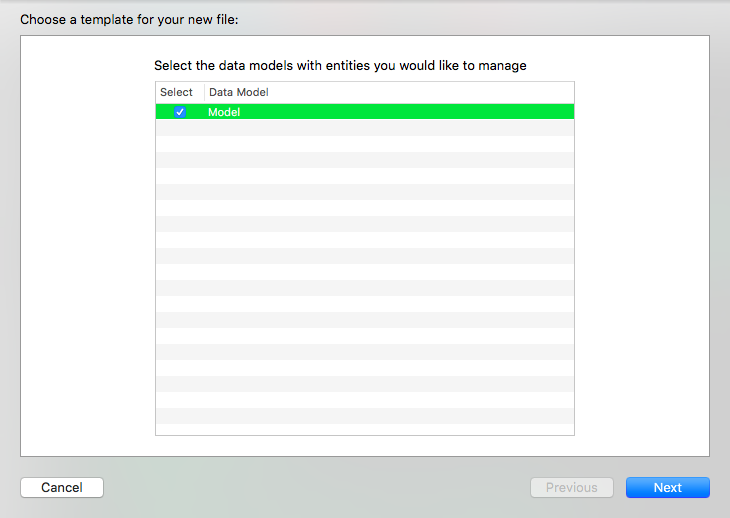 Choose a template for your new file:
Select the data models with entities you would like to manage
Select Data Model
Model
Cancel Previous Next